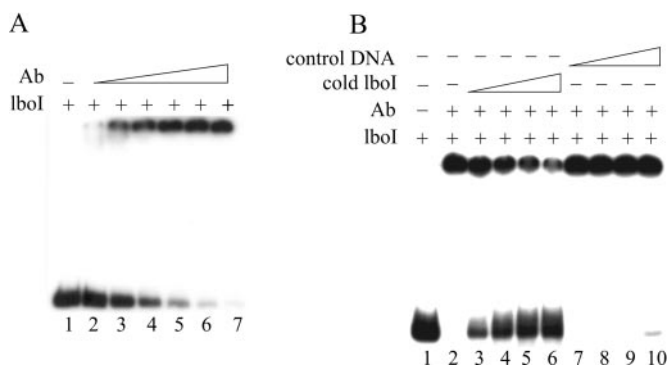 A
Ab –
lboI + + + + + + +
1 2 3 4 5 6 7
B
control DNA – – – – – –
cold lboI – – – – – –
Ab – + + + + + + + + +
lboI + + + + + + + + + +
1 2 3 4 5 6 7 8 9 10